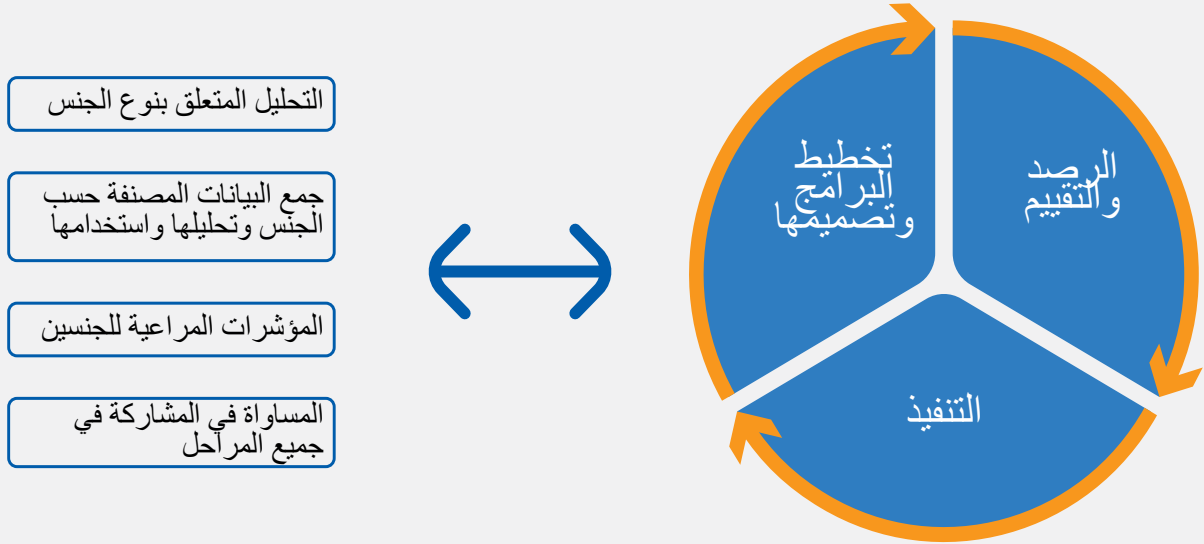 التحليل المتعلق بنوع الجنس
جمع البيانات المصنفة حسب
الجنس وتحليلها واستخدامها
المؤشرات المراعية للجنسين
المساواة في المشاركة في
جميع المراحل
الرصد
والتقييم
تخطيط
البرامج
وتصميمها
التنفيذ